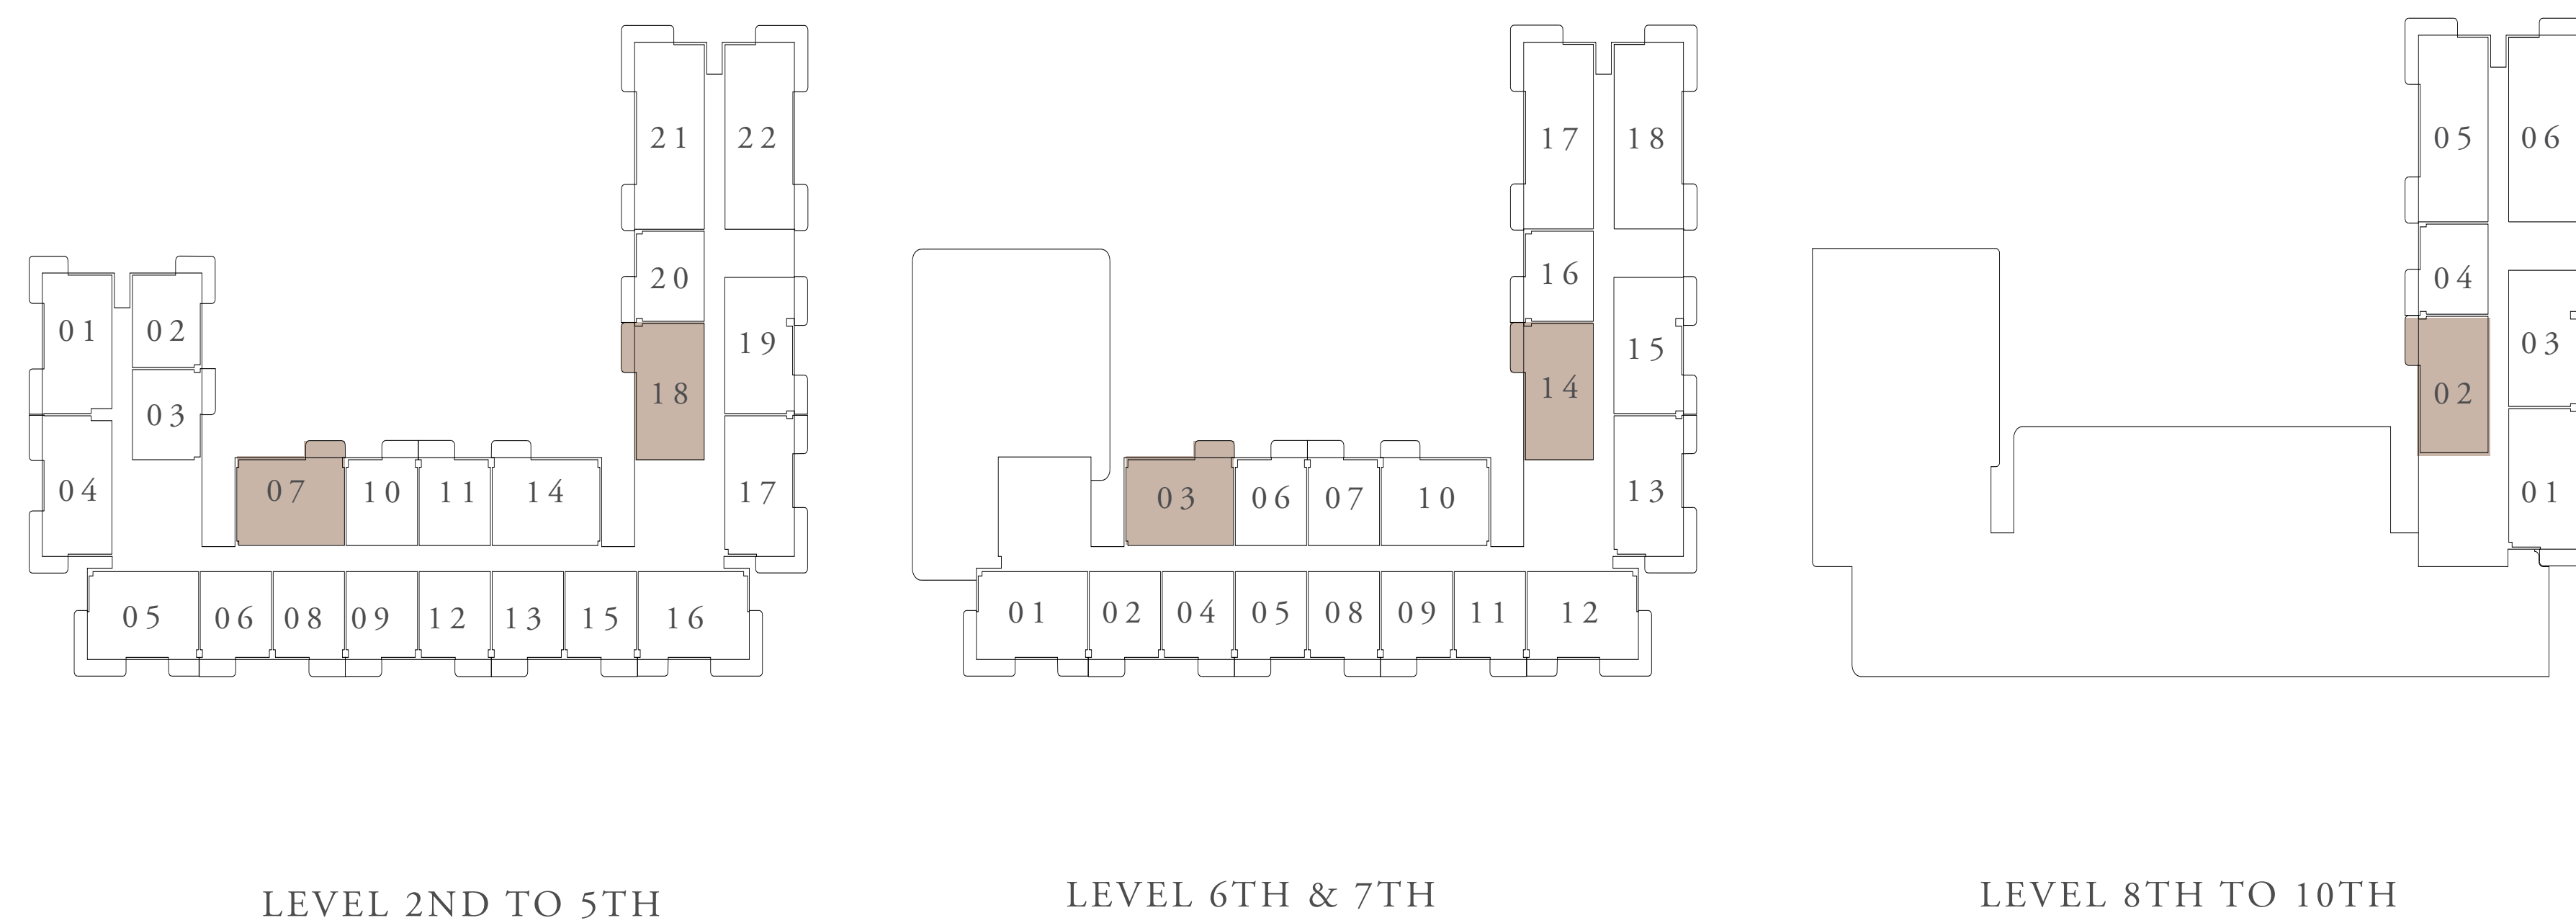 21 22
20
19
18
17
01 02
03
04
07 10 11 14
05 06 08 09 12 13 15 16
LEVEL 2ND TO 5TH
17 18
16
15
14
13
03 06 07 10
01 02 04 05 08 09 11 12
LEVEL 6TH & 7TH
05 06
04
03
02
01
LEVEL 8TH TO 10TH